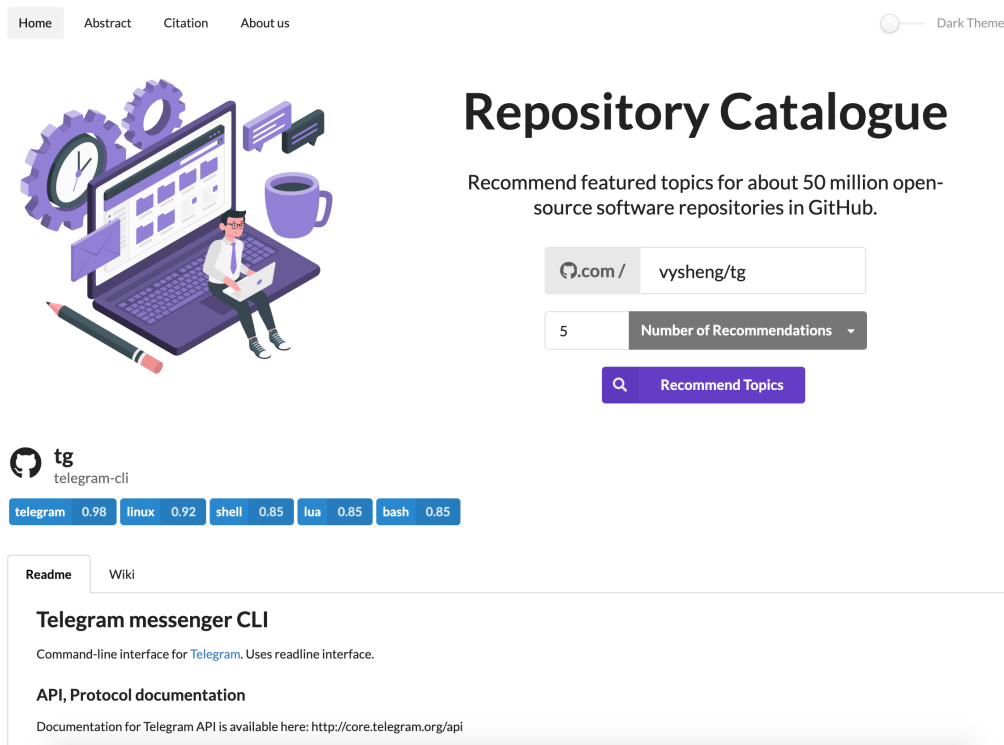 Home Abstract Citation About us Dark Theme
Repository Catalogue
Recommend featured topics for about 50 million open-
source software repositories in GitHub.
.com / vysheng/tg
5 Number of Recommendations
Recommend Topics
tg
telegram-cli
telegram 0.98 linux 0.92 shell 0.85 lua 0.85 bash 0.85
Readme Wiki
Telegram messenger CLI
Command-line interface for Telegram. Uses readline interface.
API, Protocol documentation
Documentation for Telegram API is available here: http://core.telegram.org/api